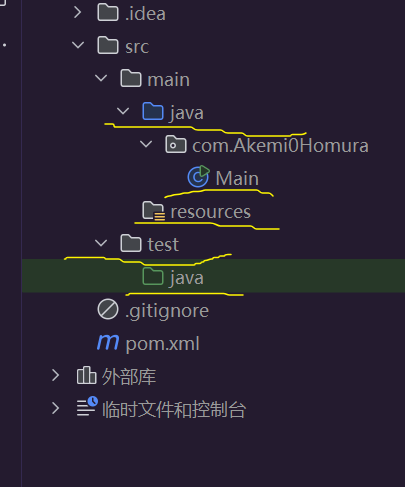 .idea
src
main
java
com.Akemi0Homura
Main
resources
test
java
.gitignore
pom.xml
外部库
临时文件和控制台